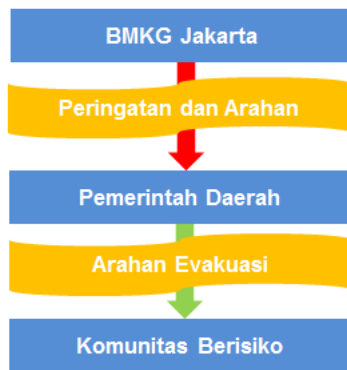 BMKG Jakarta
Peringatan dan Arahan
Pemerintah Daerah
Arahan Evakuasi
Komunitas Berisiko